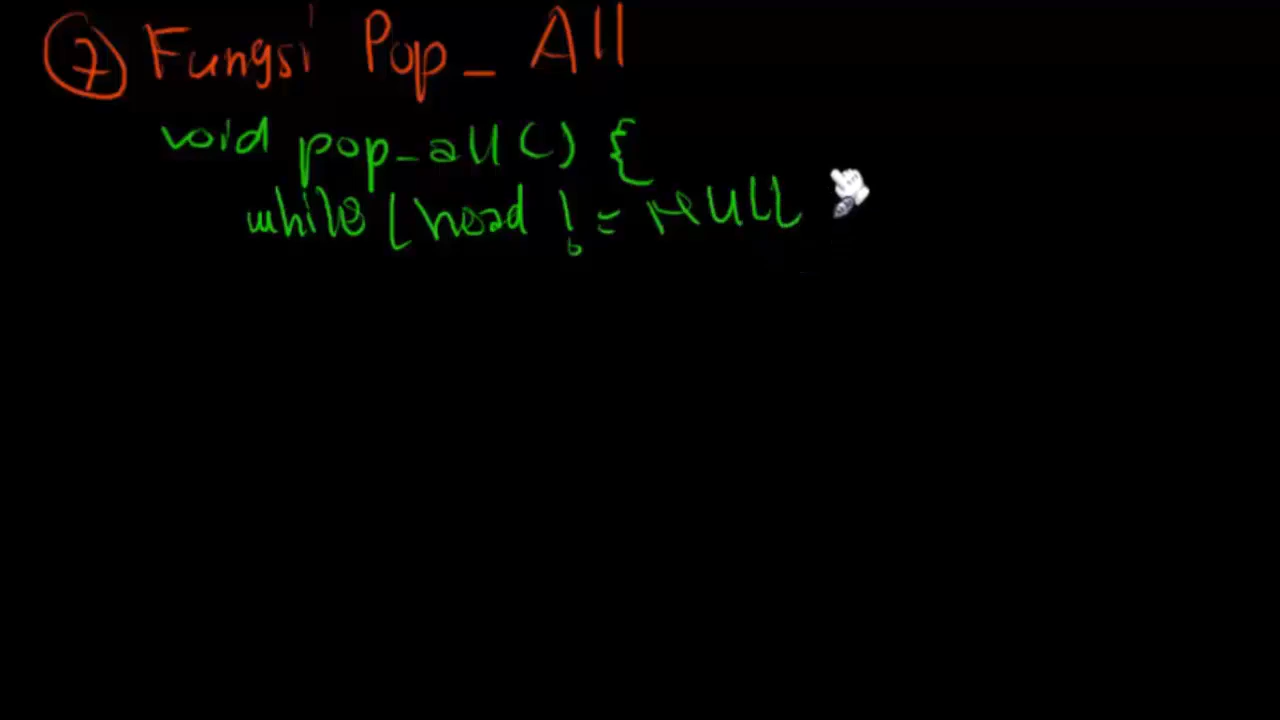 7 Fungsi Pop_ All
void pop_all() {
while (head != NULL